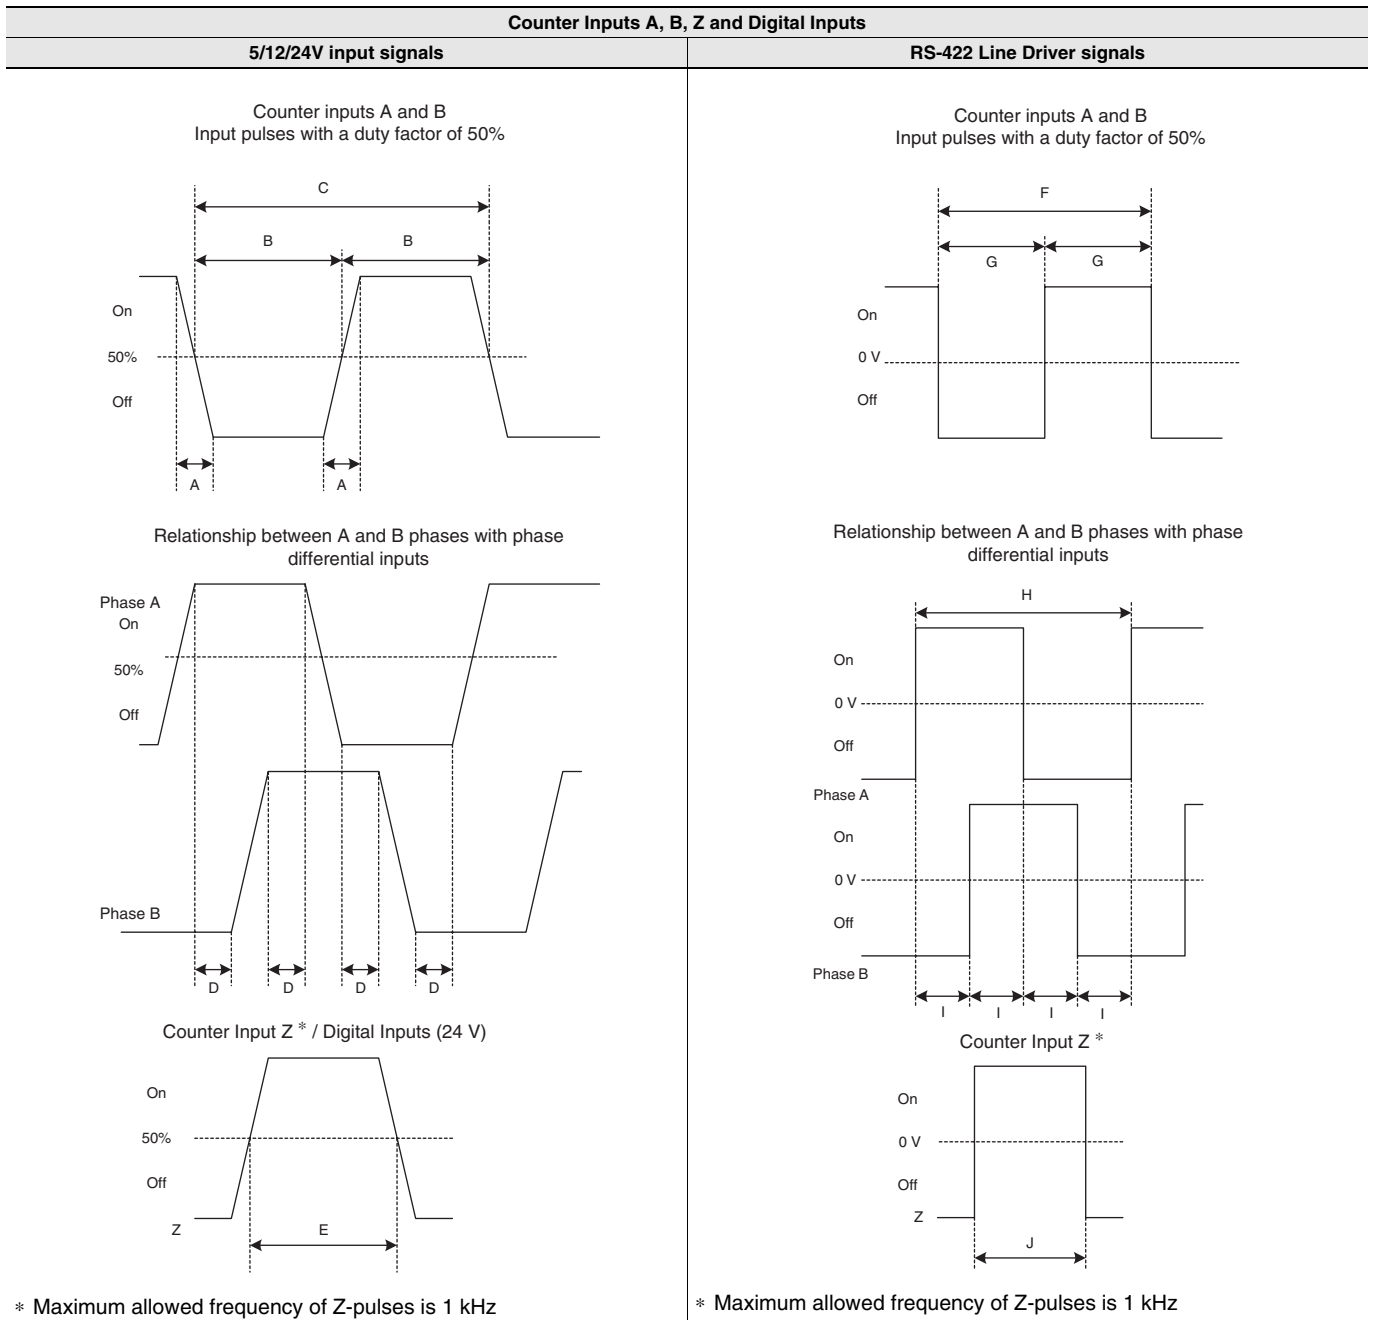 Counter Inputs A, B, Z and Digital Inputs
5/12/24V input signals
RS-422 Line Driver signals
Counter inputs A and B
Input pulses with a duty factor of 50%
C
B B
On
50%
Off
A A
Relationship between A and B phases with phase
differential inputs
Phase A
On
50%
Off
Phase B
D D D D
Counter Input Z * / Digital Inputs (24 V)
On
50%
Off
Z
E
* Maximum allowed frequency of Z-pulses is 1 kHz
Counter inputs A and B
Input pulses with a duty factor of 50%
F
G G
On
0 V
Off
Relationship between A and B phases with phase
differential inputs
H
On
0 V
Off
Phase A
On
0 V
Off
Phase B
I I I I
Counter Input Z *
On
0 V
Off
Z
J
* Maximum allowed frequency of Z-pulses is 1 kHz